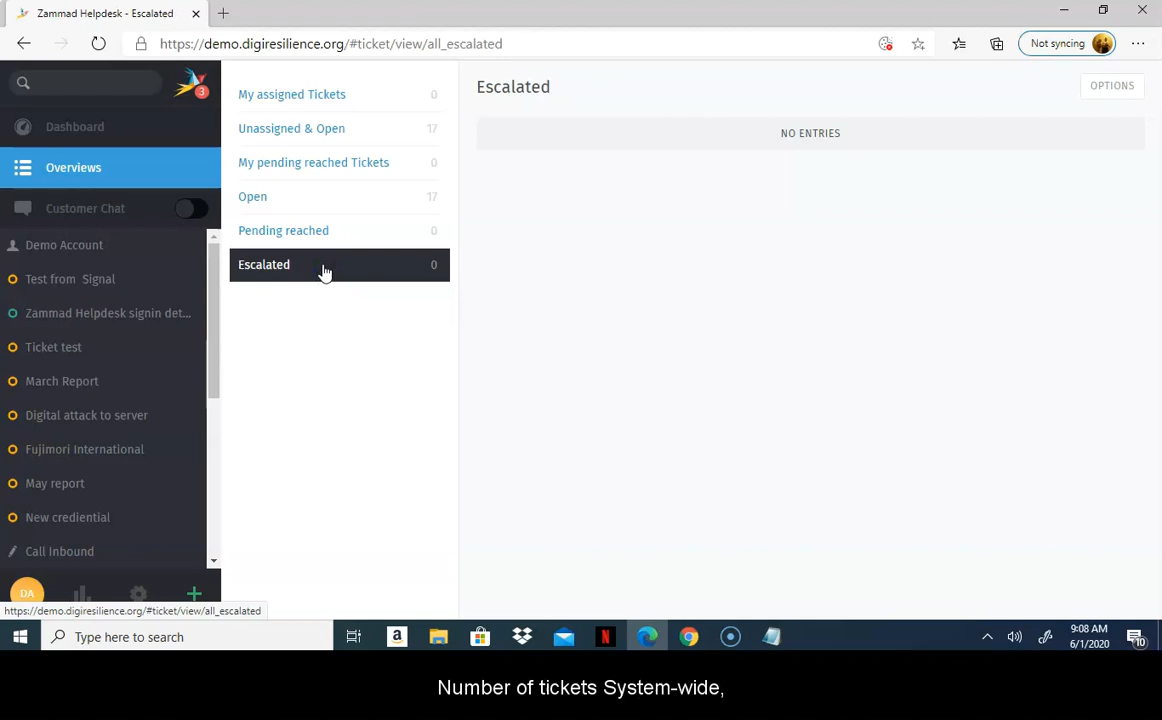 Zammad Helpdesk - Escalated
https://demo.digiresilience.org/#ticket/view/all_escalated
Not syncing
3
Dashboard
Overviews
Customer Chat
Demo Account
Test from Signal
Zammad Helpdesk signin det...
Ticket test
March Report
Digital attack to server
Fujimori International
May report
New crediential
Call Inbound
DA
https://demo.digiresilience.org/#ticket/view/all_escalated
My assigned Tickets 0
Unassigned & Open 17
My pending reached Tickets 0
Open 17
Pending reached 0
Escalated 0
Escalated
OPTIONS
NO ENTRIES
Type here to search
a
N
9:08 AM
6/1/2020
10
Number of tickets System-wide,